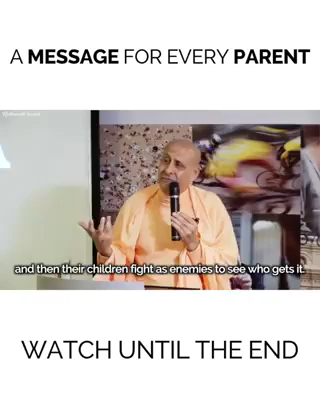 A MESSAGE FOR EVERY PARENT
and then their children fight as enemies to see who gets it.
WATCH UNTIL THE END